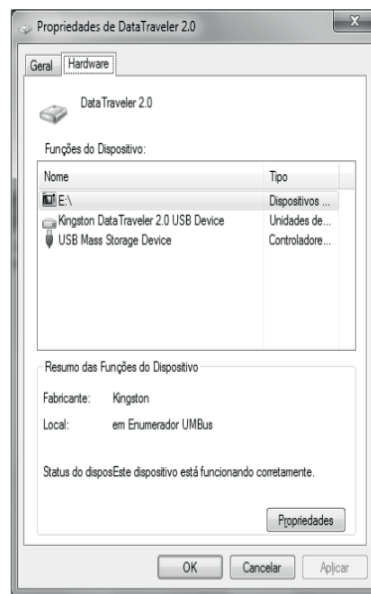 Propriedades de DataTraveler 2.0
Geral Hardware
DataTraveler 2.0
Funções do Dispositivo:
Nome Tipo
E:\ Dispositivos ...
Kingston DataTraveler 2.0 USB Device Unidades de...
USB Mass Storage Device Controladore...
Resumo das Funções do Dispositivo
Fabricante: Kingston
Local: em Enumerador UMBus
Status do disposEste dispositivo está funcionando corretamente.
Propriedades
OK Cancelar Aplicar